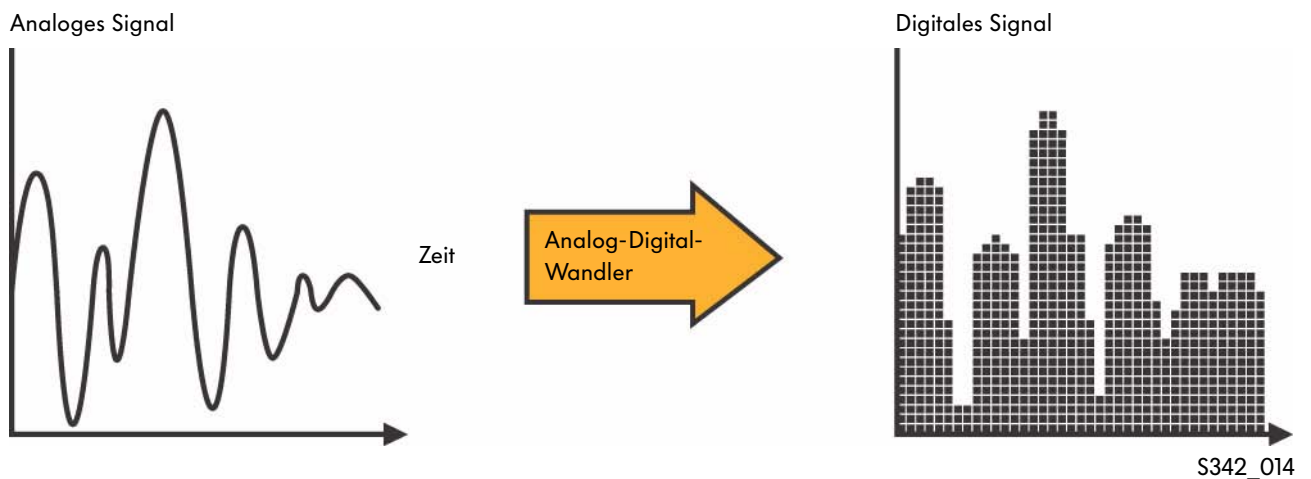 Analoges Signal
Digitales Signal
Zeit
Analog-Digital-
Wandler
S342_014